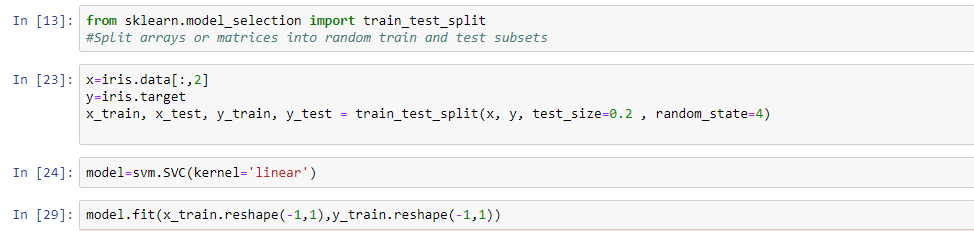 In [13]: from sklearn.model_selection import train_test_split
#Split arrays or matrices into random train and test subsets
In [23]: x=iris.data[:,2]
y=iris.target
x_train, x_test, y_train, y_test = train_test_split(x, y, test_size=0.2 , random_state=4)
In [24]: model=svm.SVC(kernel='linear')
In [29]: model.fit(x_train.reshape(-1,1),y_train.reshape(-1,1))